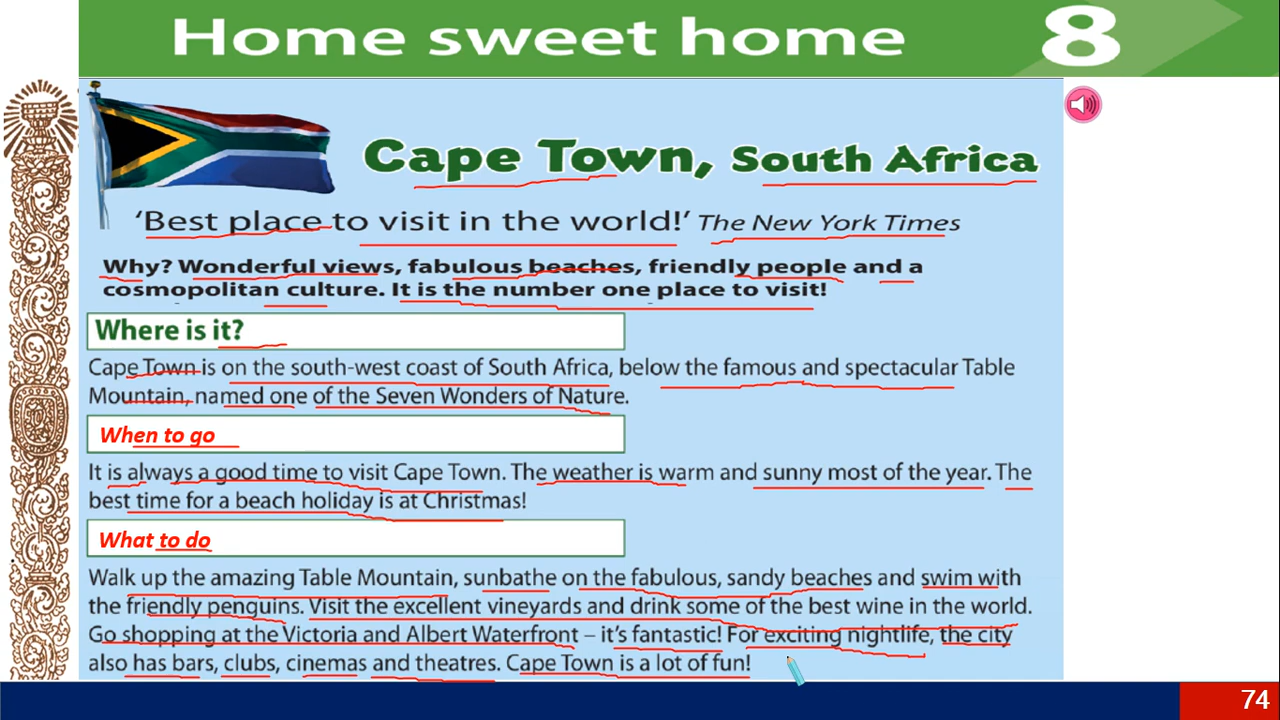 Home sweet home 8
Cape Town, South Africa
‘Best place to visit in the world!’ The New York Times
Why? Wonderful views, fabulous beaches, friendly people and a
cosmopolitan culture. It is the number one place to visit!
Where is it?
Cape Town is on the south-west coast of South Africa, below the famous and spectacular Table
Mountain, named one of the Seven Wonders of Nature.
When to go
It is always a good time to visit Cape Town. The weather is warm and sunny most of the year. The
best time for a beach holiday is at Christmas!
What to do
Walk up the amazing Table Mountain, sunbathe on the fabulous, sandy beaches and swim with
the friendly penguins. Visit the excellent vineyards and drink some of the best wine in the world.
Go shopping at the Victoria and Albert Waterfront – it’s fantastic! For exciting nightlife, the city
also has bars, clubs, cinemas and theatres. Cape Town is a lot of fun!
74